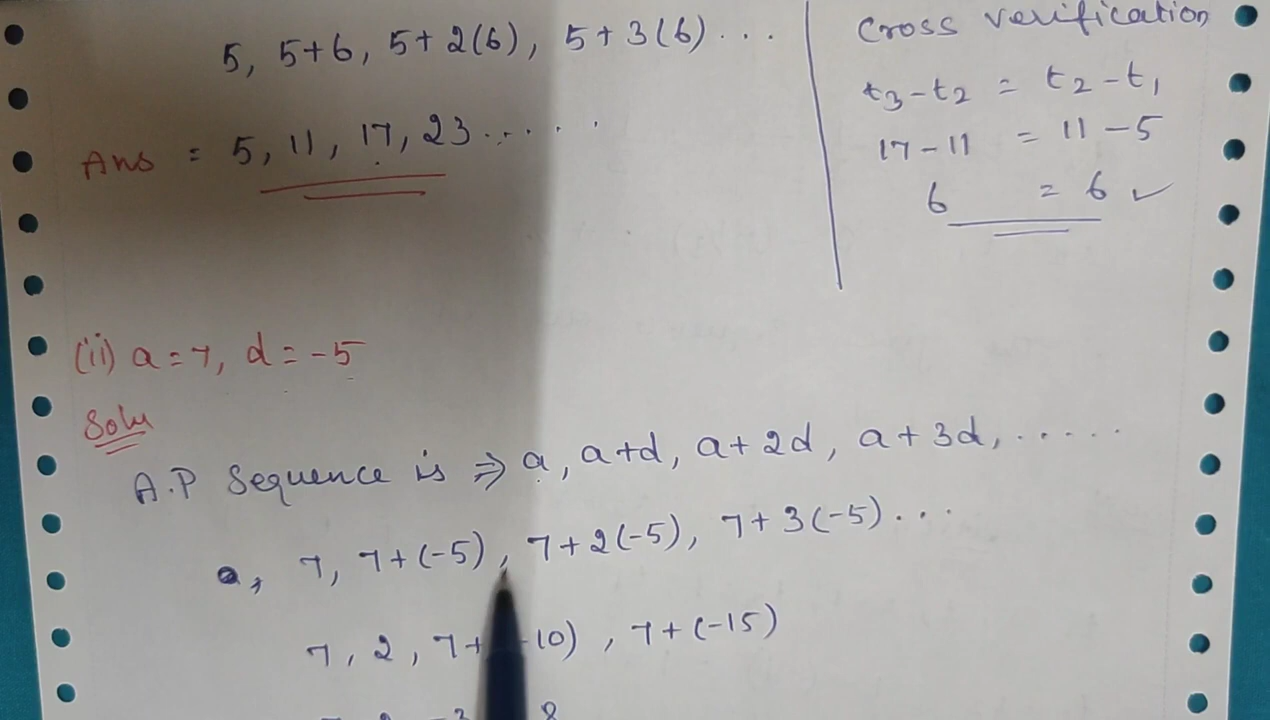 5, 5+6, 5+2(6), 5+3(6)...
Ans = 5, 11, 17, 23......
Cross verification
t₃-t₂ = t₂-t₁
17-11 = 11-5
6 = 6 ✓
(ii) a=7, d=-5
Solu
A.P Sequence is ⇒ a, a+d, a+2d, a+3d, .....
a, 7, 7+(-5), 7+2(-5), 7+3(-5)...
7, 2, 7+ -10), 7+(-15)